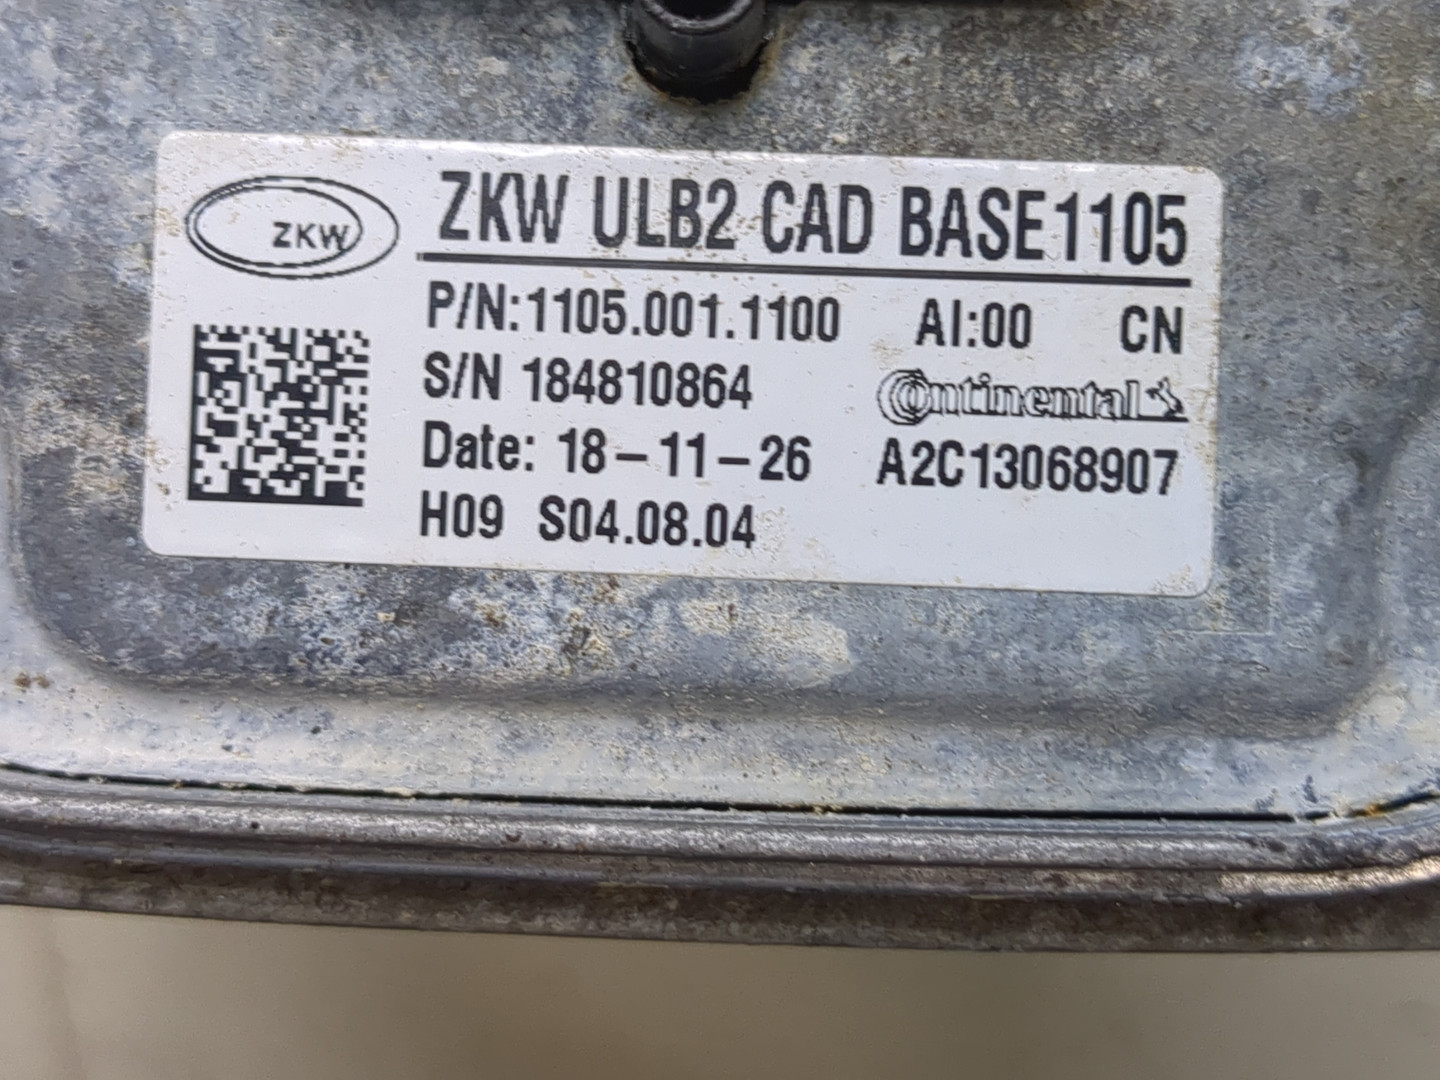 ZKW
ZKW ULB2 CAD BASE1105
P/N:1105.001.1100 AI:00 CN
S/N 184810864 Continental
Date: 18-11-26 A2C13068907
H09 S04.08.04